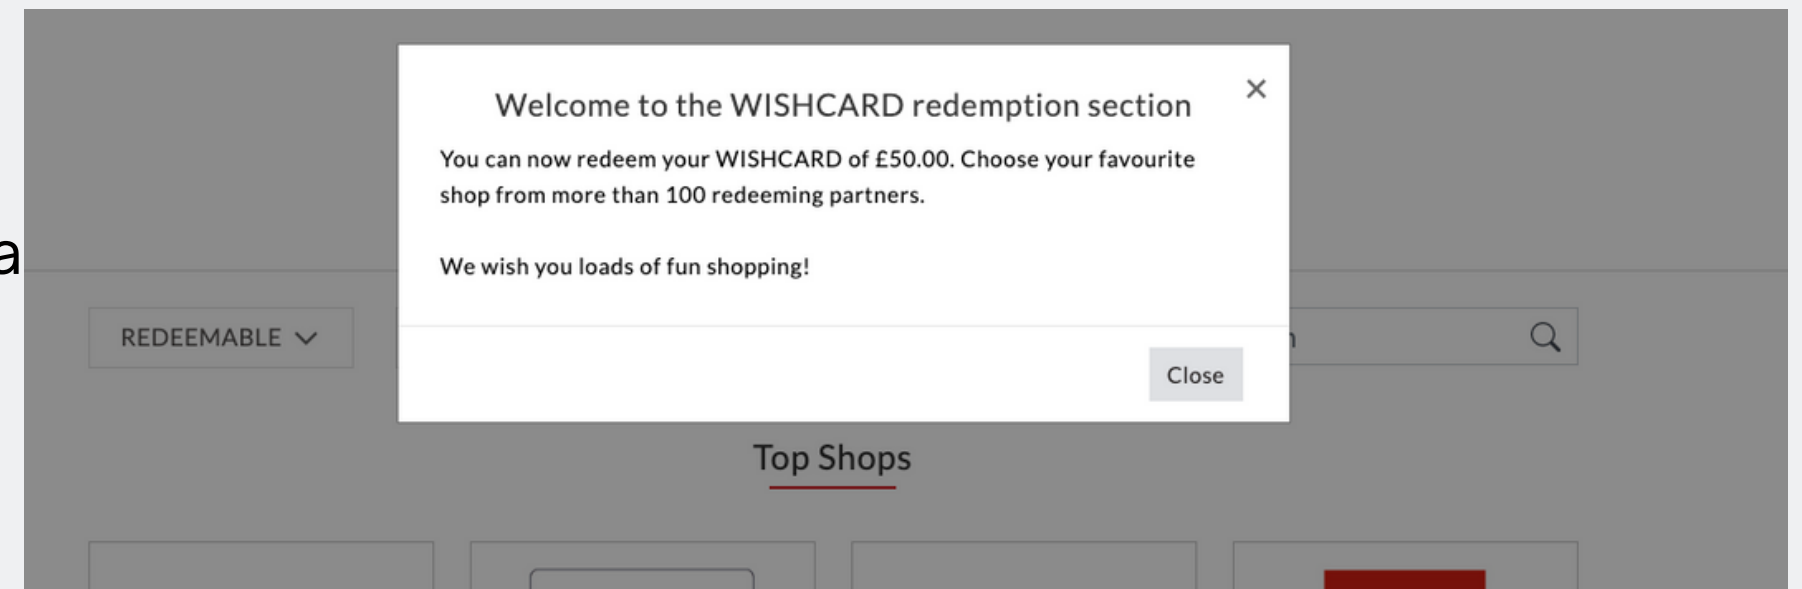 Welcome to the WISHCARD redemption section
You can now redeem your WISHCARD of £50.00. Choose your favourite
shop from more than 100 redeeming partners.
We wish you loads of fun shopping!
a
REDEEMABLE
Close
Top Shops